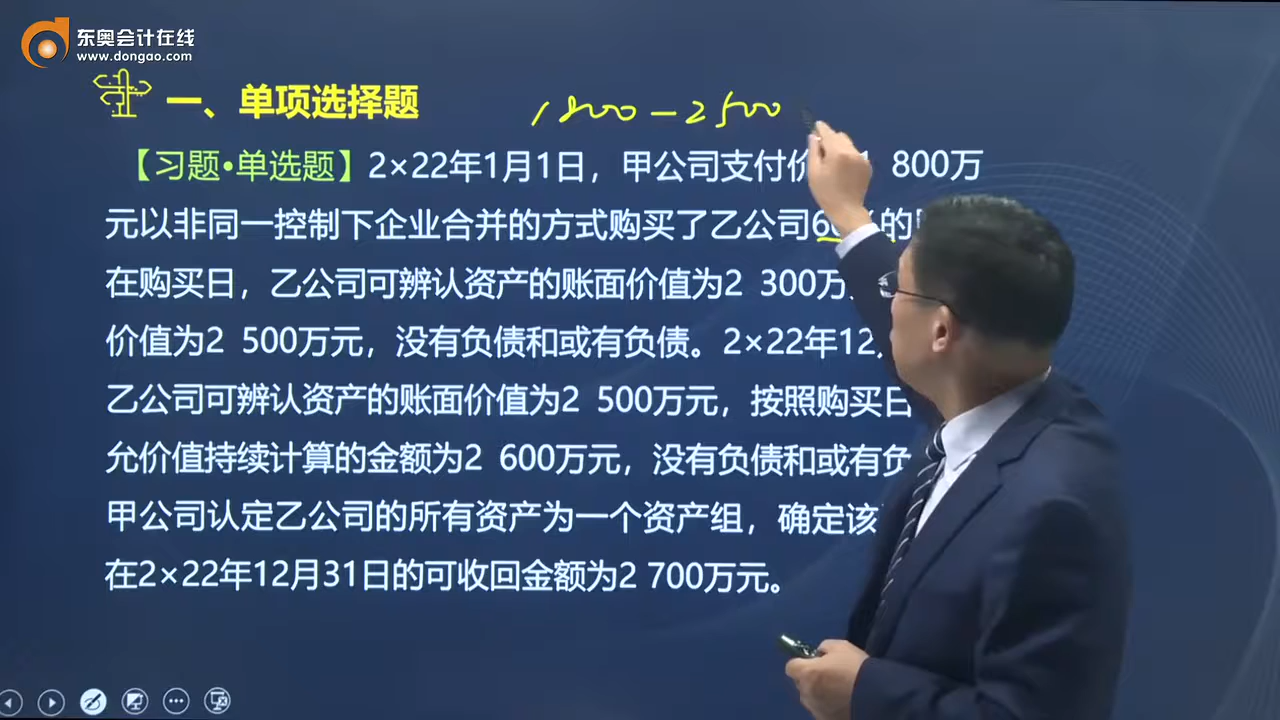 东奥会计在线
www.dongao.com
一、单项选择题
1800-2500
【习题•单选题】2×22年1月1日，甲公司支付价 800万
元以非同一控制下企业合并的方式购买了乙公司6 的
在购买日，乙公司可辨认资产的账面价值为2 300万
价值为2 500万元，没有负债和或有负债。2×22年12
乙公司可辨认资产的账面价值为2 500万元，按照购买日
允价值持续计算的金额为2 600万元，没有负债和或有负
甲公司认定乙公司的所有资产为一个资产组，确定该
在2×22年12月31日的可收回金额为2 700万元。